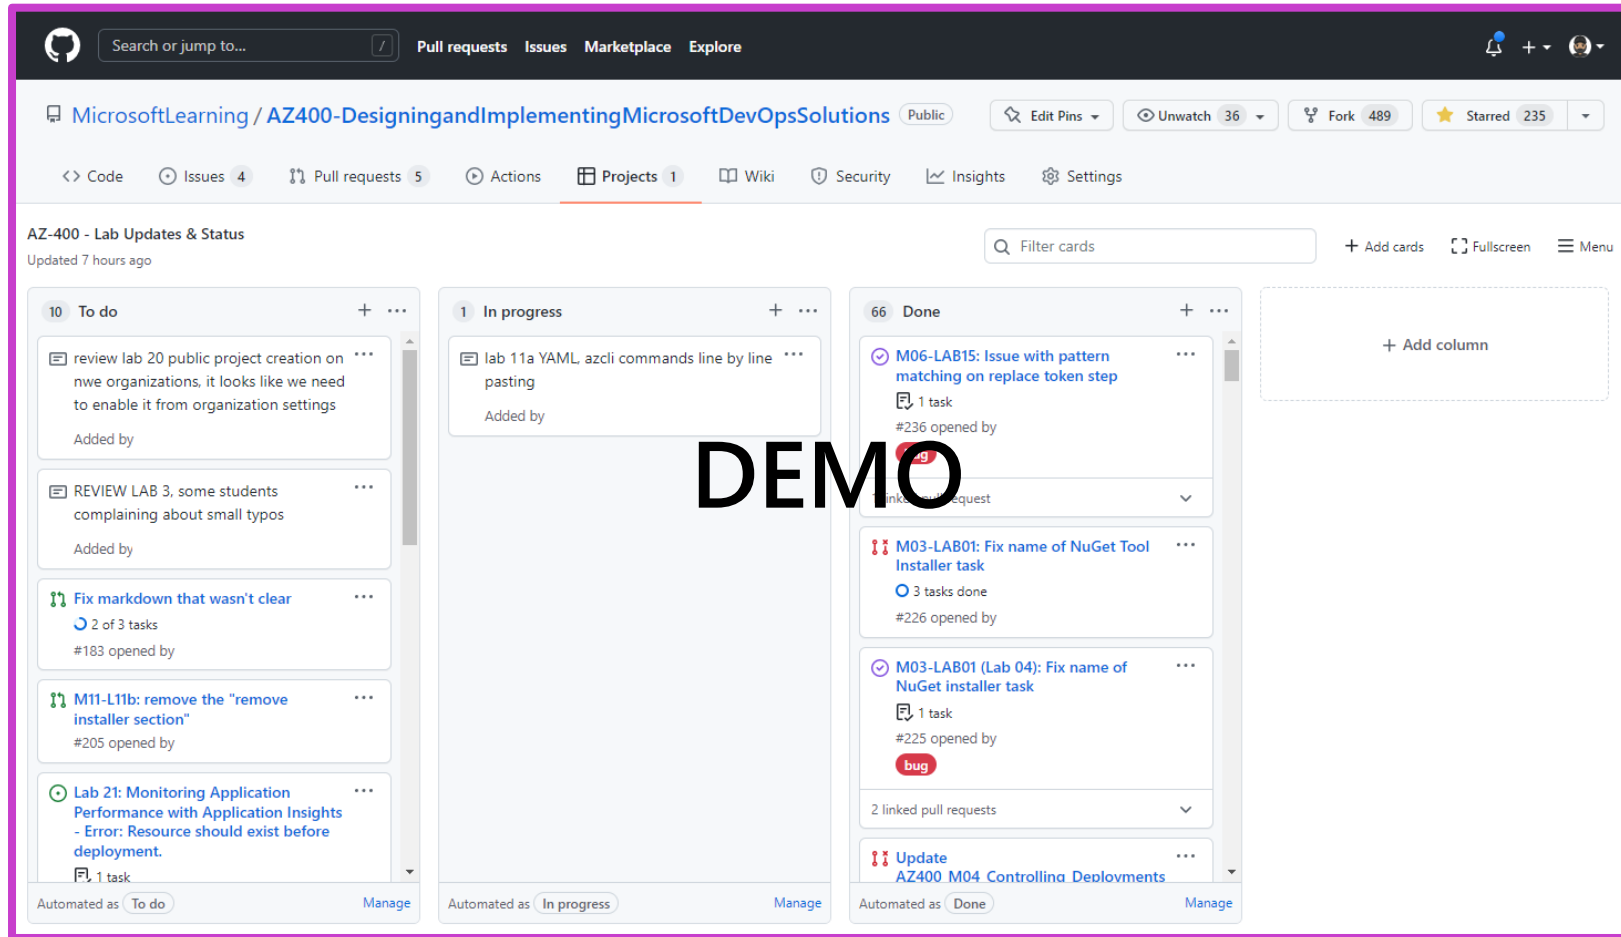 Search or jump to... /
Pull requests Issues Marketplace Explore
MicrosoftLearning / AZ400-DesigningandImplementingMicrosoftDevOpsSolutions Public
Edit Pins Unwatch 36 Fork 489 Starred 235
Code Issues 4 Pull requests 5 Actions Projects 1 Wiki Security Insights Settings
AZ-400 - Lab Updates & Status
Updated 7 hours ago
Filter cards
+ Add cards Fullscreen Menu
10 To do
review lab 20 public project creation on
nwe organizations, it looks like we need
to enable it from organization settings
Added by
REVIEW LAB 3, some students
complaining about small typos
Added by
Fix markdown that wasn't clear
2 of 3 tasks
#183 opened by
M11-L11b: remove the "remove
installer section"
#205 opened by
Lab 21: Monitoring Application
Performance with Application Insights
- Error: Resource should exist before
deployment.
1 task
Automated as To do Manage
1 In progress
lab 11a YAML, azcli commands line by line
pasting
Added by
Automated as In progress Manage
DEMO
66 Done
M06-LAB15: Issue with pattern
matching on replace token step
1 task
#236 opened by
bug
1 linked pull request
M03-LAB01: Fix name of NuGet Tool
Installer task
3 tasks done
#226 opened by
M03-LAB01 (Lab 04): Fix name of
NuGet installer task
1 task
#225 opened by
bug
2 linked pull requests
Update
AZ400_M04_Controlling_Deployments
Automated as Done Manage
+ Add column